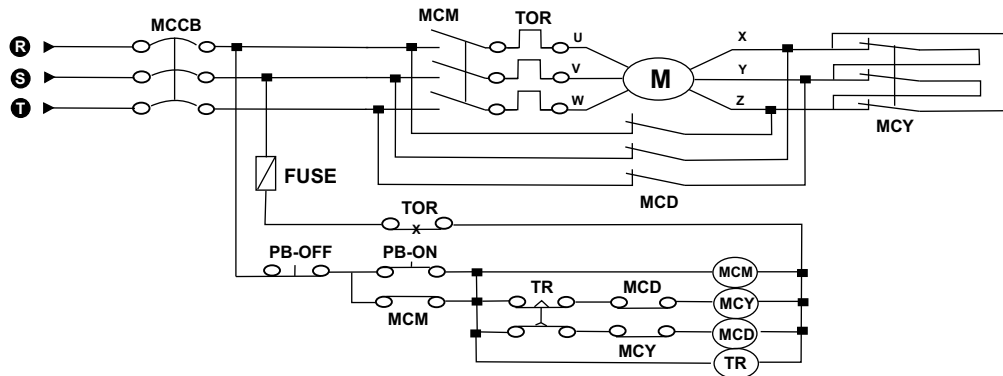 MCCB MCM TOR
R U X
S V M Y
T W Z
MCY
FUSE
MCD
TOR
X
PB-OFF PB-ON
MCM
TR MCD MCY
MCM
MCD
MCY
TR